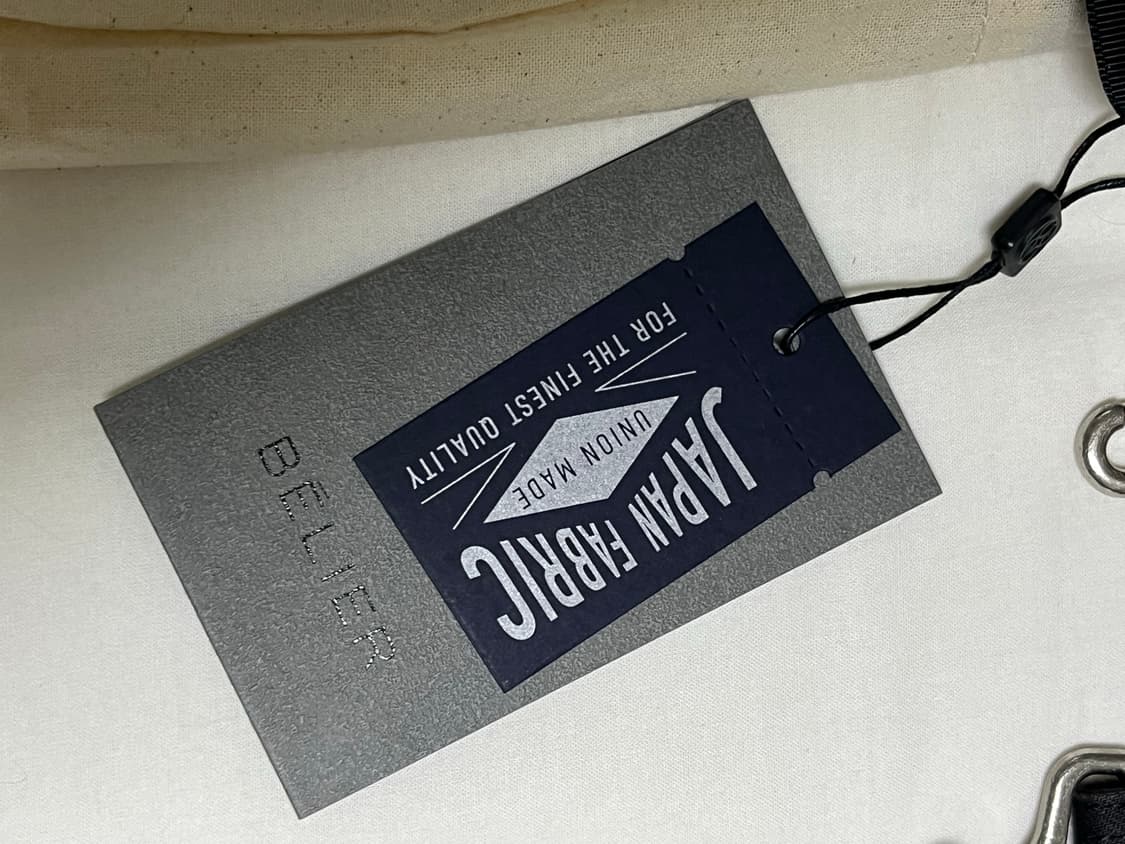 BELIER
JAPAN FABRIC
UNION MADE
FOR THE FINEST QUALITY